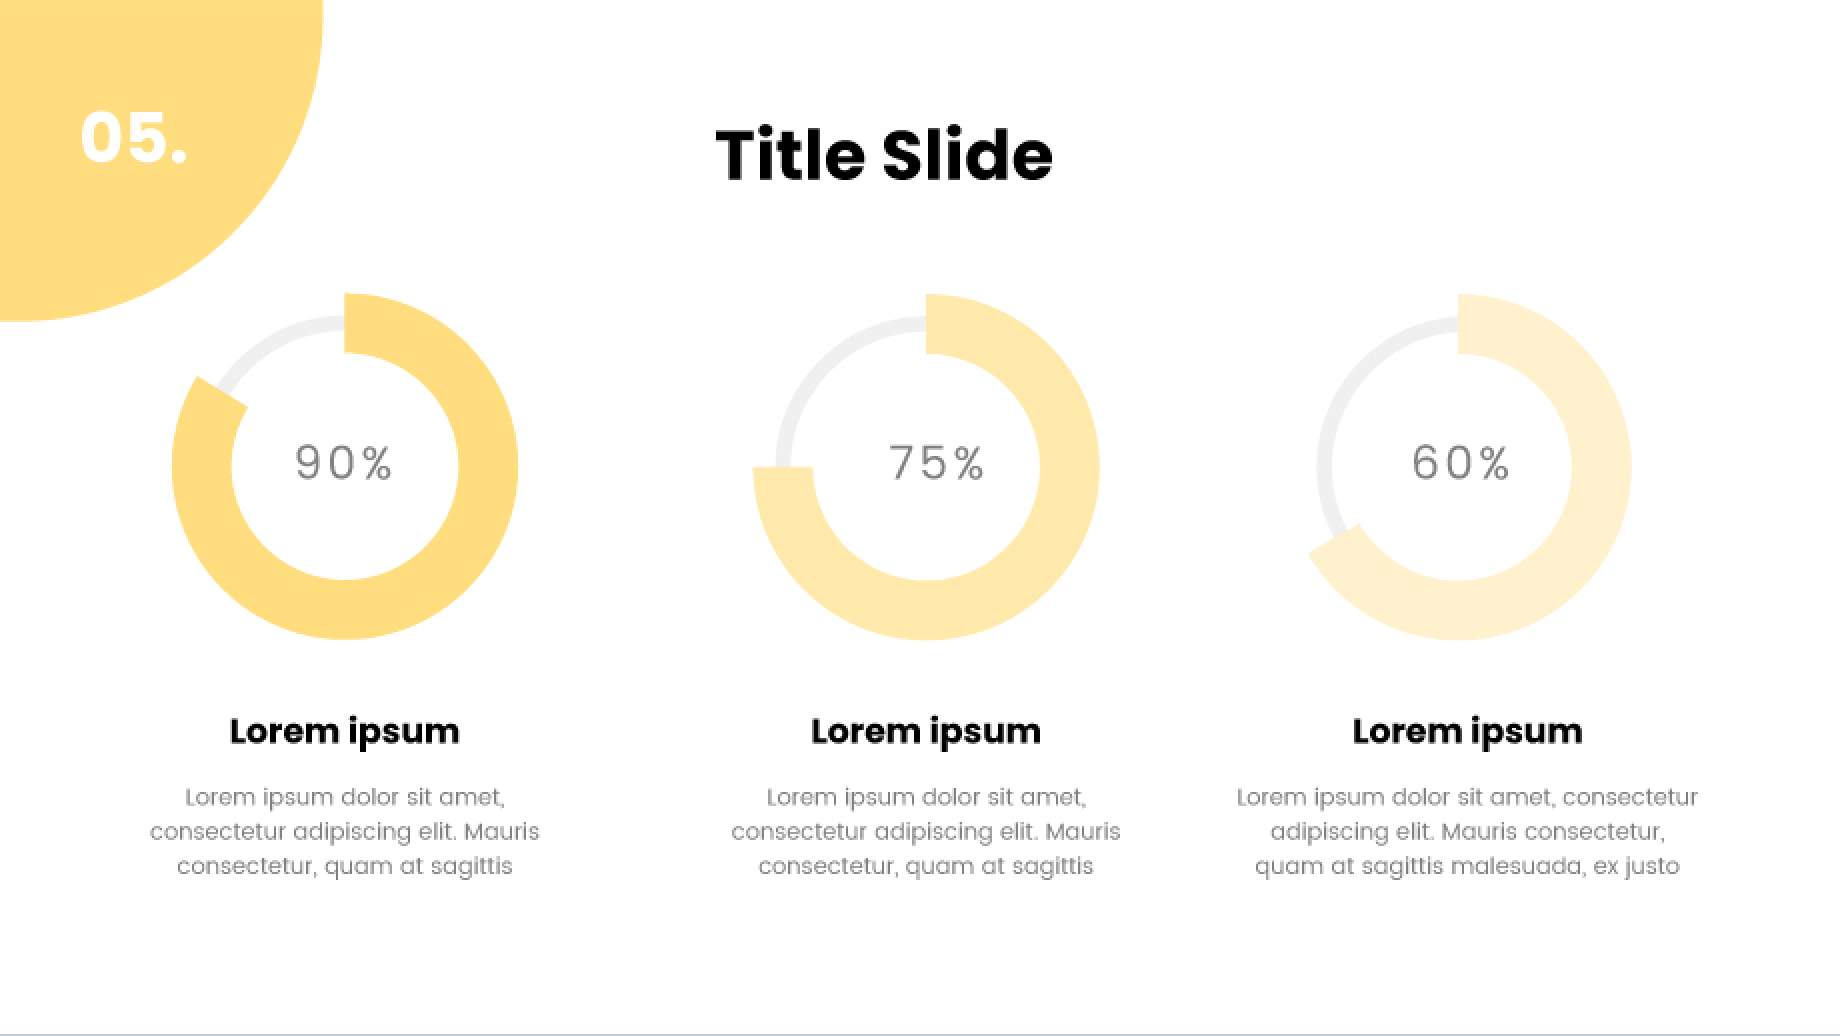 05.
Title Slide
90%
75%
60%
Lorem ipsum
Lorem ipsum dolor sit amet,
consectetur adipiscing elit. Mauris
consectetur, quam at sagittis
Lorem ipsum
Lorem ipsum dolor sit amet,
consectetur adipiscing elit. Mauris
consectetur, quam at sagittis
Lorem ipsum
Lorem ipsum dolor sit amet, consectetur
adipiscing elit. Mauris consectetur,
quam at sagittis malesuada, ex justo